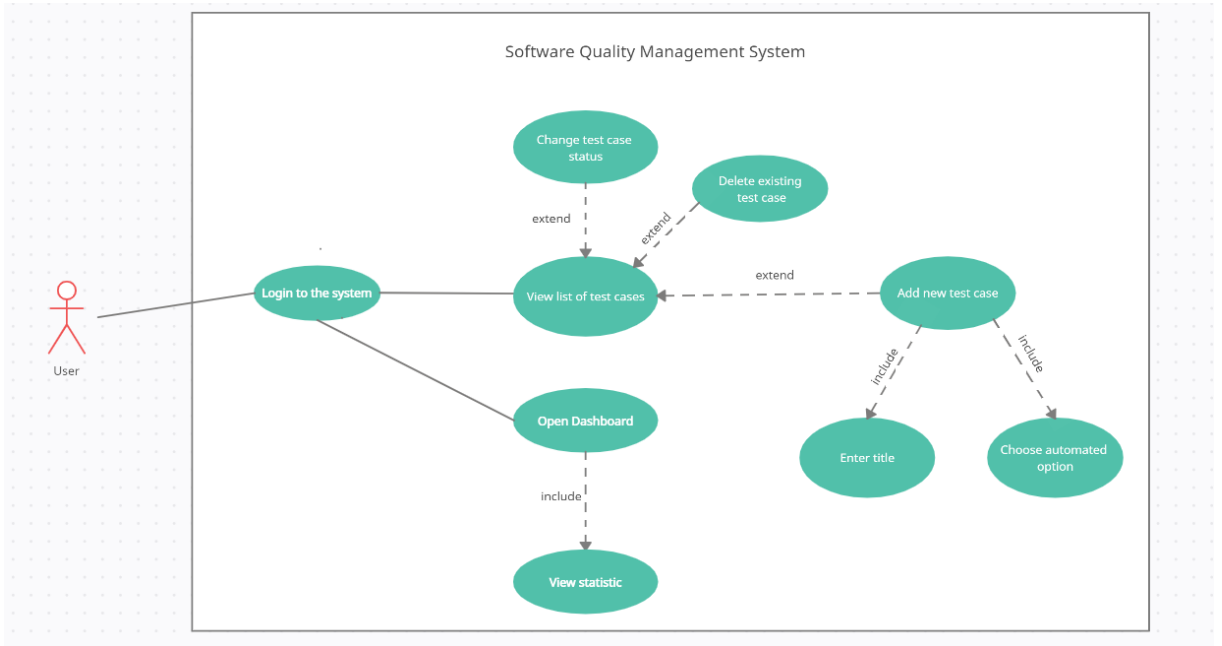 Software Quality Management System
Change test case
status
Delete existing
test case
extend
extend
extend
Login to the system
View list of test cases
Add new test case
User
include
include
Open Dashboard
Enter title
Choose automated
option
include
View statistic